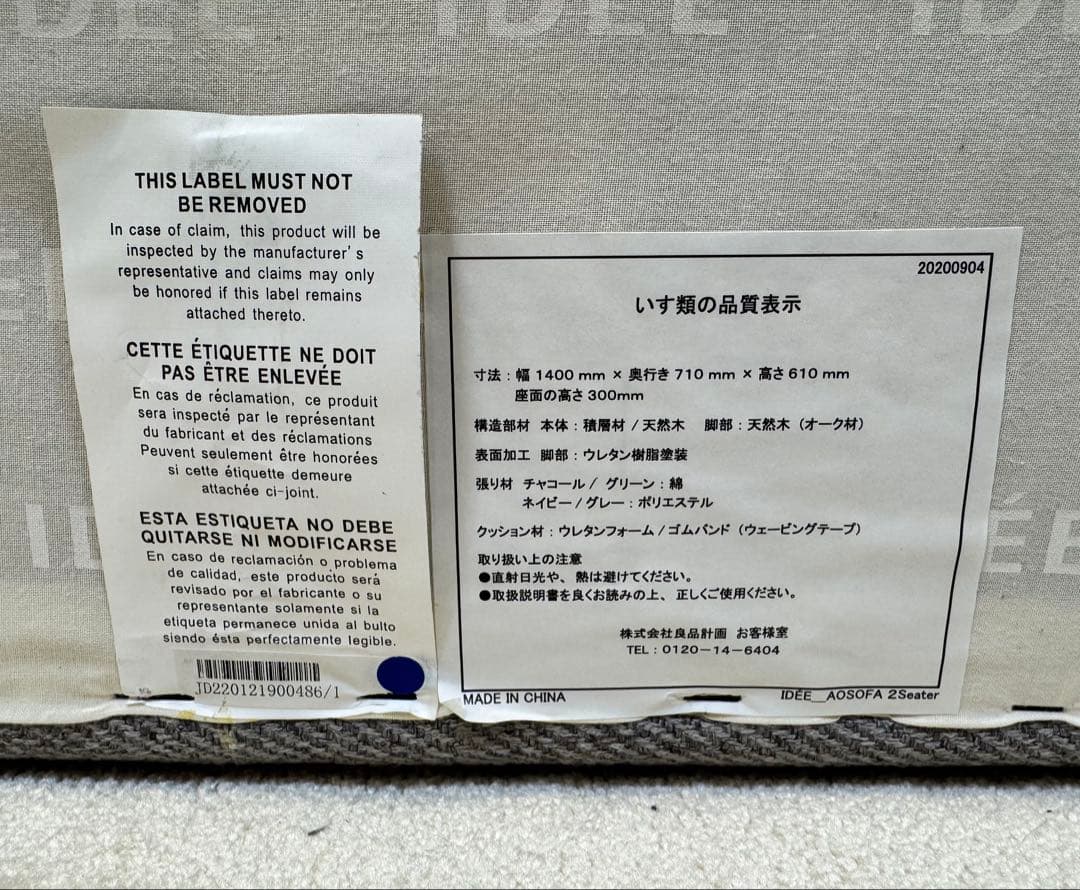 IDÉE
THIS LABEL MUST NOT
BE REMOVED
In case of claim, this product will be
inspected by the manufacturer's
representative and claims may only
be honored if this label remains
attached thereto.
CETTE ÉTIQUETTE NE DOIT
PAS ÊTRE ENLEVÉE
En cas de réclamation, ce produit
sera inspecté par le représentant
du fabricant et des réclamations
Peuvent seulement être honorées
si cette étiquette demeure
attachée ci-joint.
ESTA ESTIQUETA NO DEBE
QUITARSE NI MODIFICARSE
En caso de reclamación o problema
de calidad, este producto será
revisado por el fabricante o su
representante solamente si la
etiqueta permanece unida al bulto
siendo ésta perfectamente legible.
JD220121900486/1
20200904
いす類の品質表示
寸法：幅 1400 mm × 奥行き 710 mm × 高さ 610 mm
座面の高さ 300mm
構造部材 本体：積層材 / 天然木 脚部：天然木（オーク材）
表面加工 脚部：ウレタン樹脂塗装
張り材 チャコール / グリーン：綿
ネイビー / グレー：ポリエステル
クッション材：ウレタンフォーム / ゴムバンド（ウェービングテープ）
取り扱い上の注意
●直射日光や、熱は避けてください。
●取扱説明書を良くお読みの上、正しくご使用ください。
株式会社良品計画 お客様室
TEL：0120－14－6404
MADE IN CHINA
IDÉE__AOSOFA 2Seater